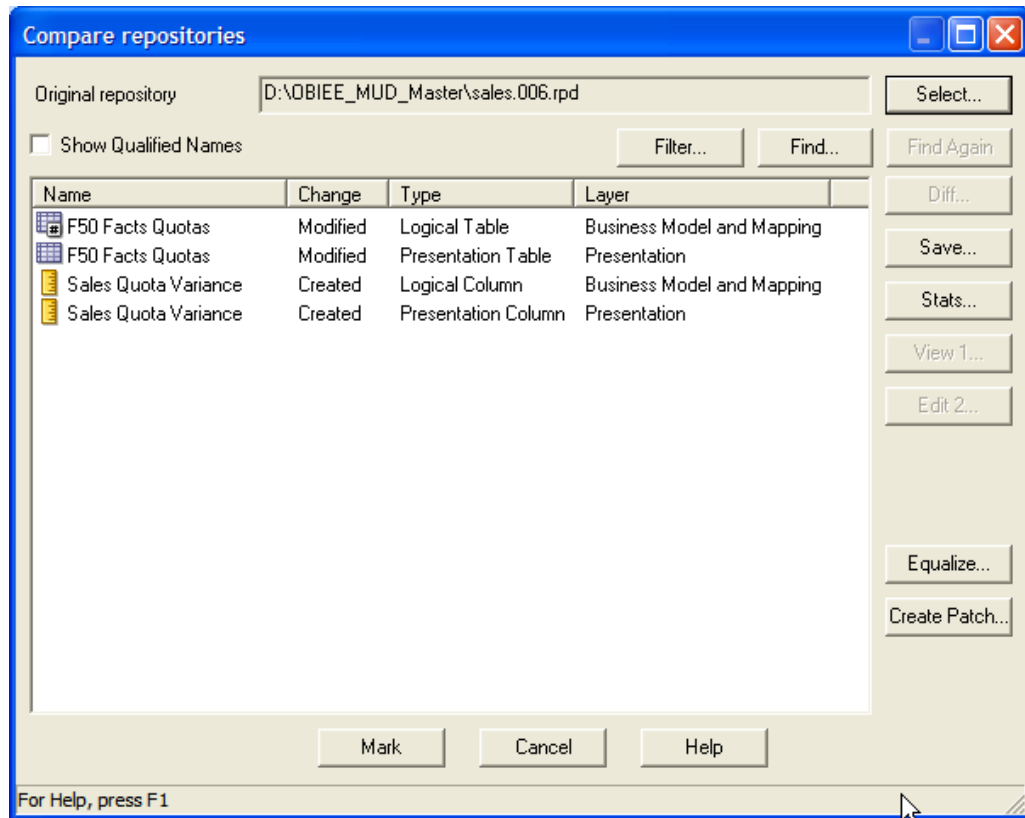 Compare repositories
Original repository D:\OBIEE_MUD_Master\sales.006.rpd Select...
Show Qualified Names Filter... Find... Find Again
Name Change Type Layer Diff...
F50 Facts Quotas Modified Logical Table Business Model and Mapping
F50 Facts Quotas Modified Presentation Table Presentation Save...
Sales Quota Variance Created Logical Column Business Model and Mapping
Sales Quota Variance Created Presentation Column Presentation Stats...
View 1...
Edit 2...
Equalize...
Create Patch...
Mark Cancel Help
For Help, press F1